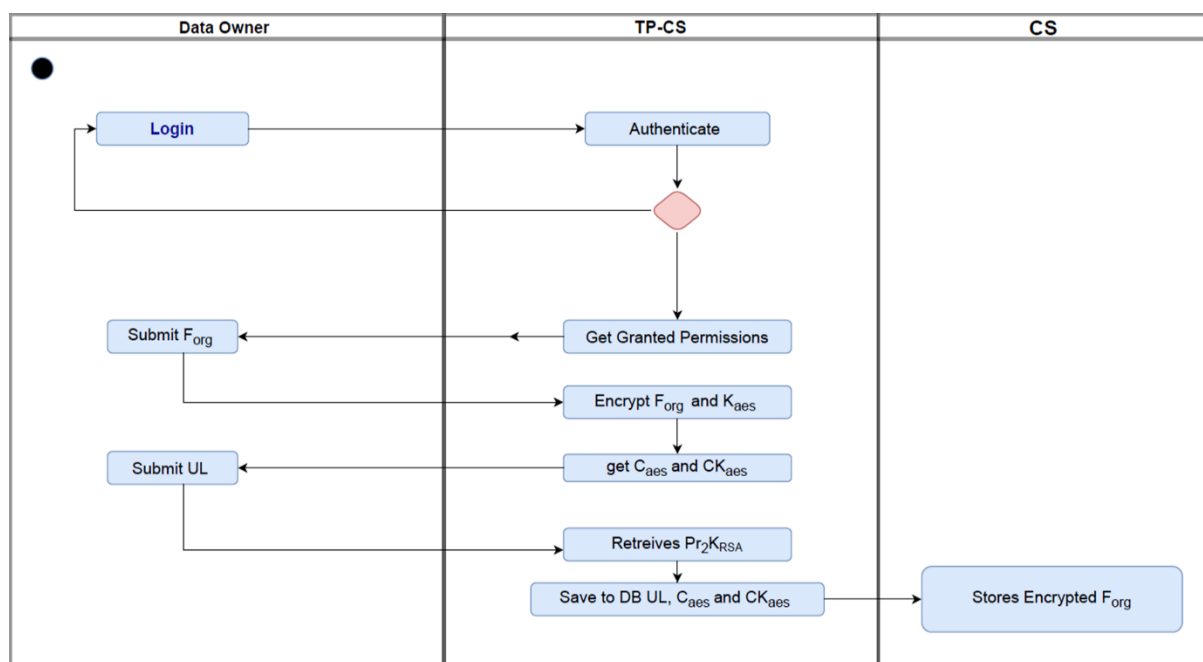 Data Owner
TP-CS
CS
Login
Authenticate
Submit Forg
Get Granted Permissions
Encrypt Forg and Kaes
Submit UL
get Caes and CKaes
Retreives Pr2KRSA
Save to DB UL, Caes and CKaes
Stores Encrypted Forg